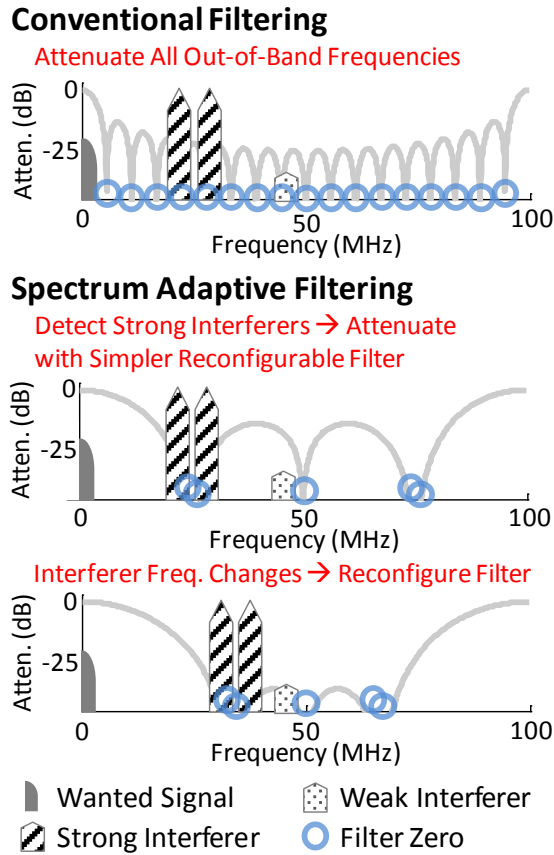 Conventional Filtering
Attenuate All Out-of-Band Frequencies
Atten. (dB)
0
-25
0
50
100
Frequency (MHz)
Spectrum Adaptive Filtering
Detect Strong Interferers → Attenuate
with Simpler Reconfigurable Filter
Atten. (dB)
0
-25
0
50
100
Frequency (MHz)
Interferer Freq. Changes → Reconfigure Filter
Atten. (dB)
0
-25
0
50
100
Frequency (MHz)
Wanted Signal
Weak Interferer
Strong Interferer
Filter Zero